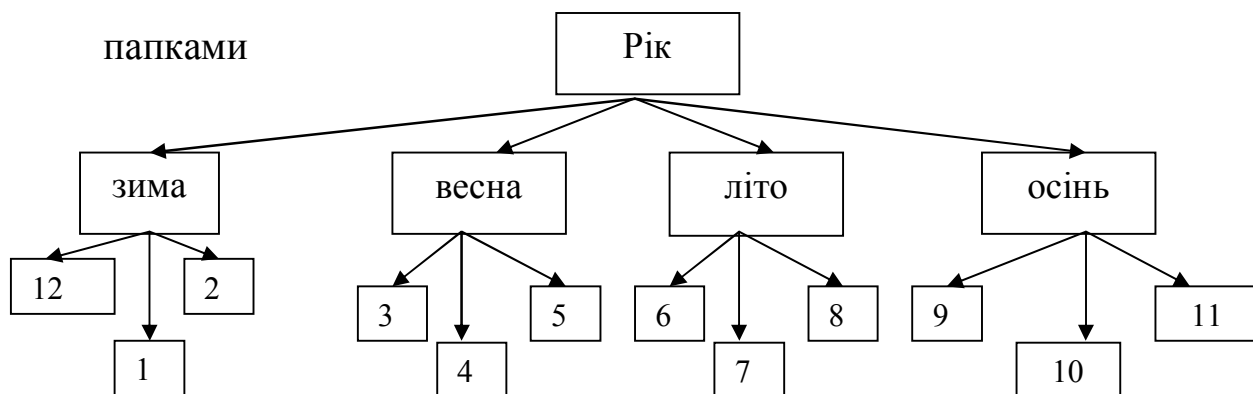 папками
Рік
зима весна літо осінь
12 2 3 5 6 8 9 11
1 4 7 10